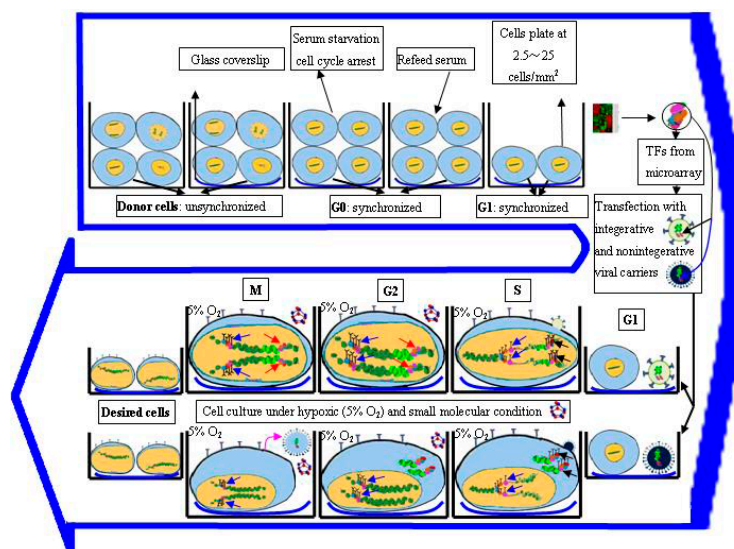 Glass coverslip
Serum starvation
cell cycle arrest
Refeed serum
Cells plate at
2.5~25
cells/mm²
TFs from
microarray
Donor cells: unsynchronized
G0: synchronized
G1: synchronized
Transfection with
integerative
and nonintegerative
viral carriers
M
G2
S
G1
5% O₂
5% O₂
5% O₂
Desired cells
Cell culture under hypoxic (5% O₂) and small molecular condition
5% O₂
5% O₂
5% O₂